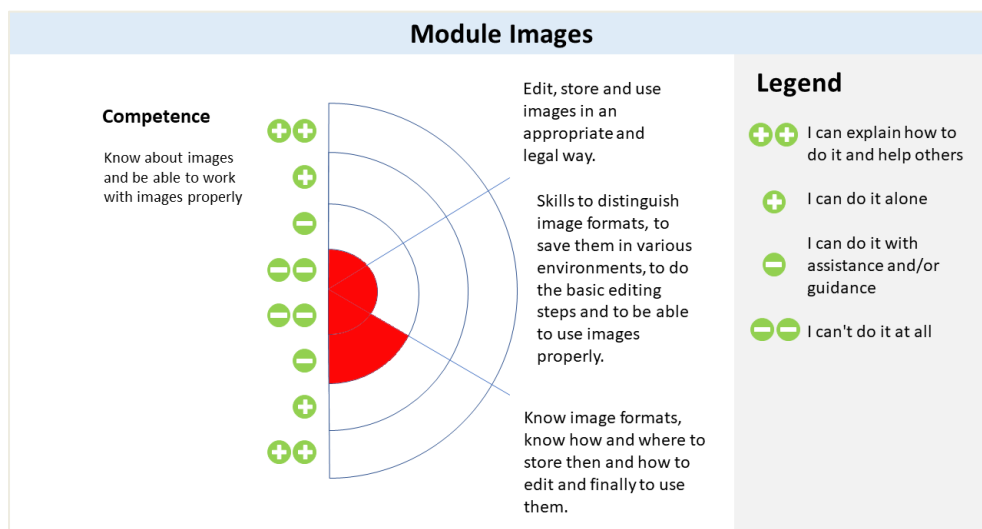 Module Images
Competence
Know about images
and be able to work
with images properly
Edit, store and use
images in an
appropriate and
legal way.
Skills to distinguish
image formats, to
save them in various
environments, to do
the basic editing
steps and to be able
to use images
properly.
Know image formats,
know how and where to
store then and how to
edit and finally to use
them.
Legend
I can explain how to
do it and help others
I can do it alone
I can do it with
assistance and/or
guidance
I can't do it at all